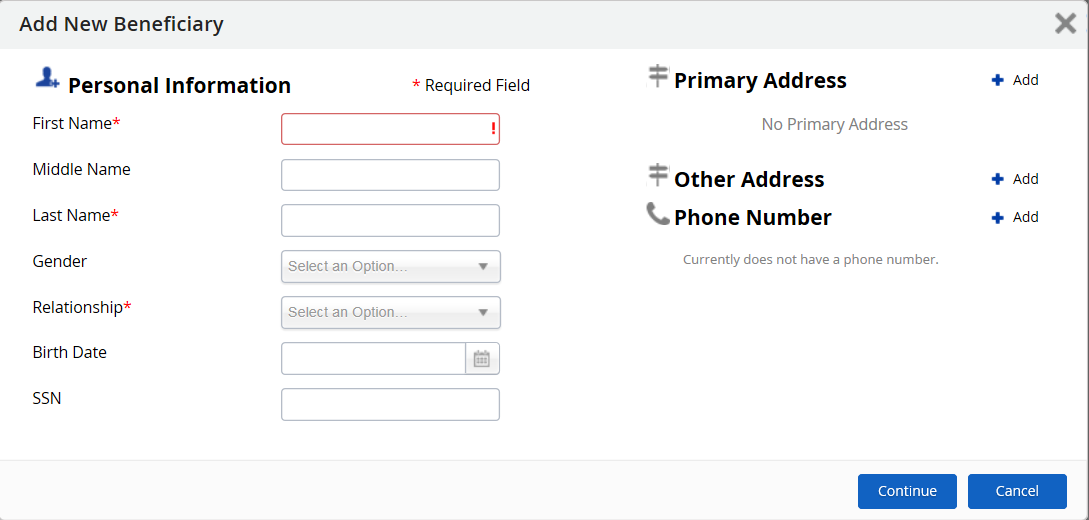 Add New Beneficiary
Personal Information
* Required Field
First Name*
!
Middle Name
Last Name*
Gender
Select an Option...
Relationship*
Select an Option...
Birth Date
SSN
Primary Address
Add
No Primary Address
Other Address
Add
Phone Number
Add
Currently does not have a phone number.
Continue
Cancel